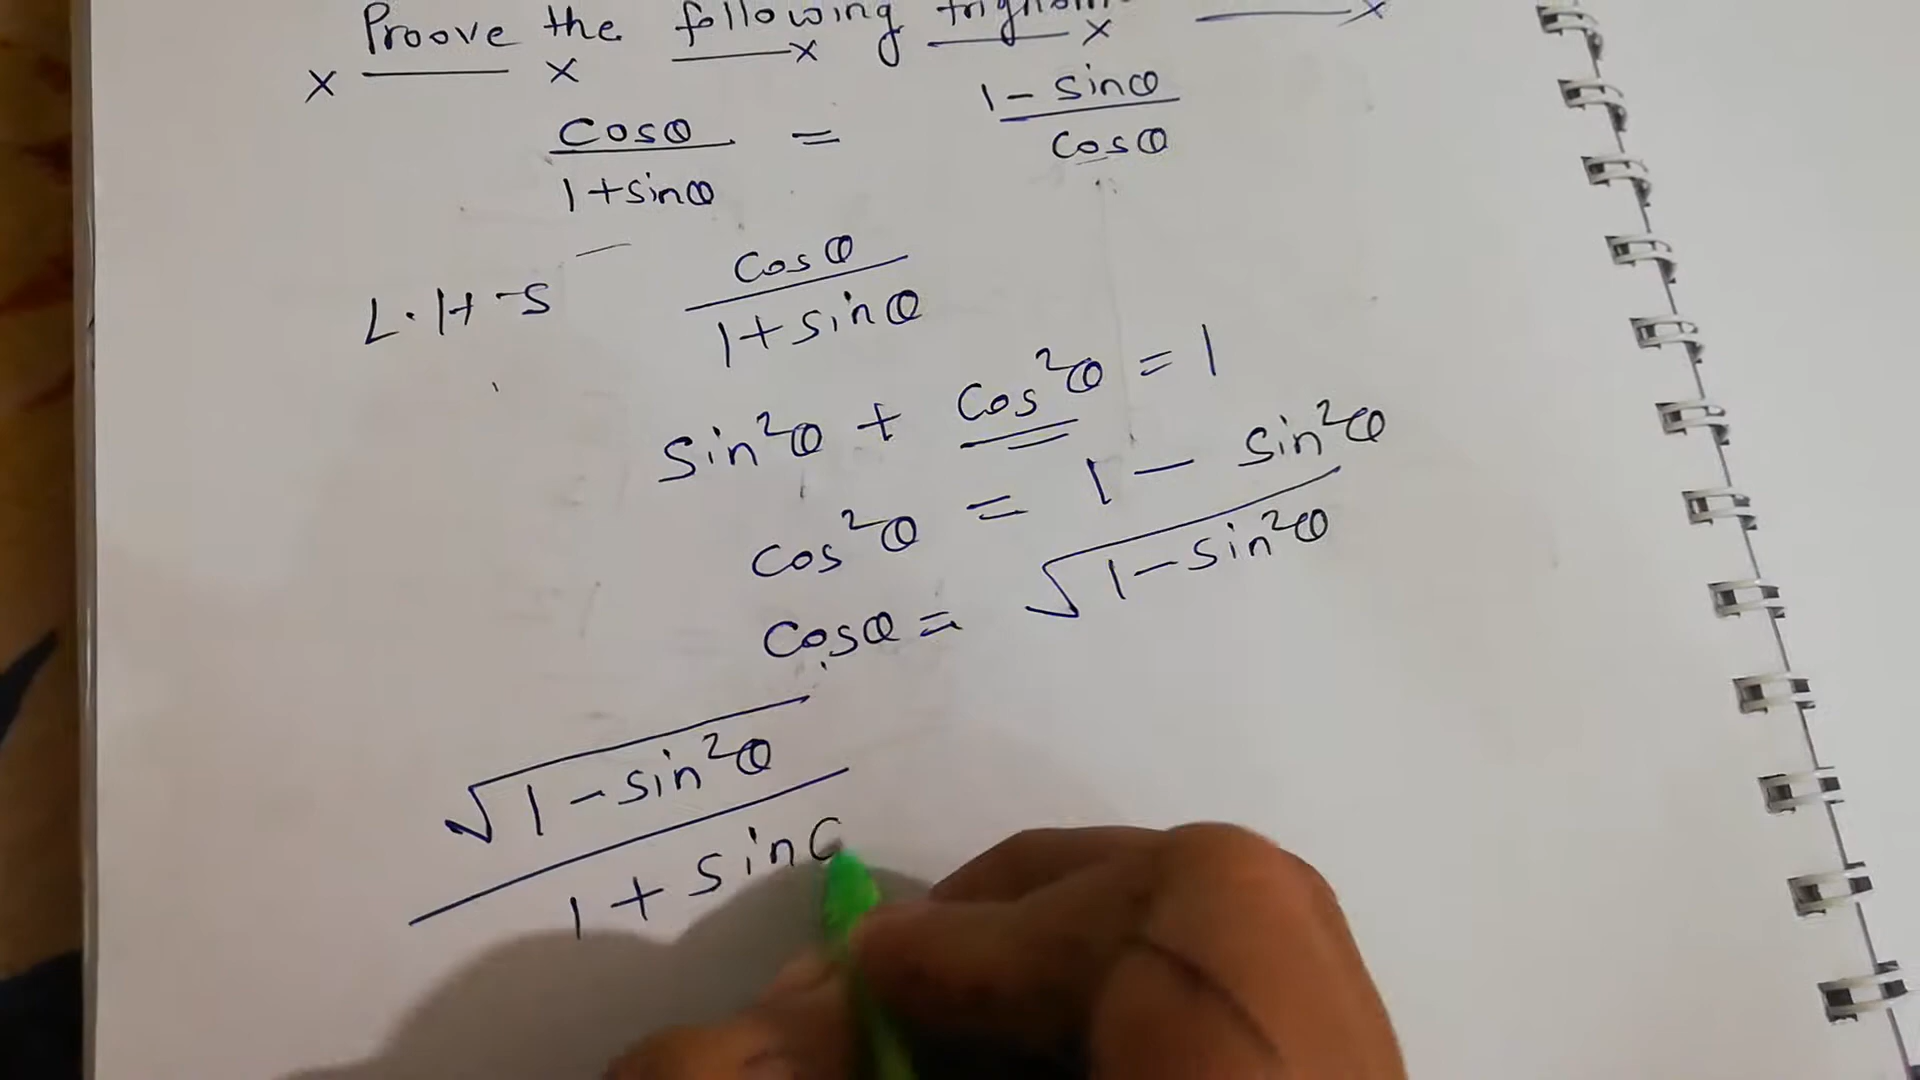 Proove the following
cosθ / 1+sinθ = 1-sinθ / cosθ
L.H-S cosθ / 1+sinθ
sin²θ + cos²θ = 1
cos²θ = 1 - sin²θ
cosθ = √1-sin²θ
√1-sin²θ / 1+sin